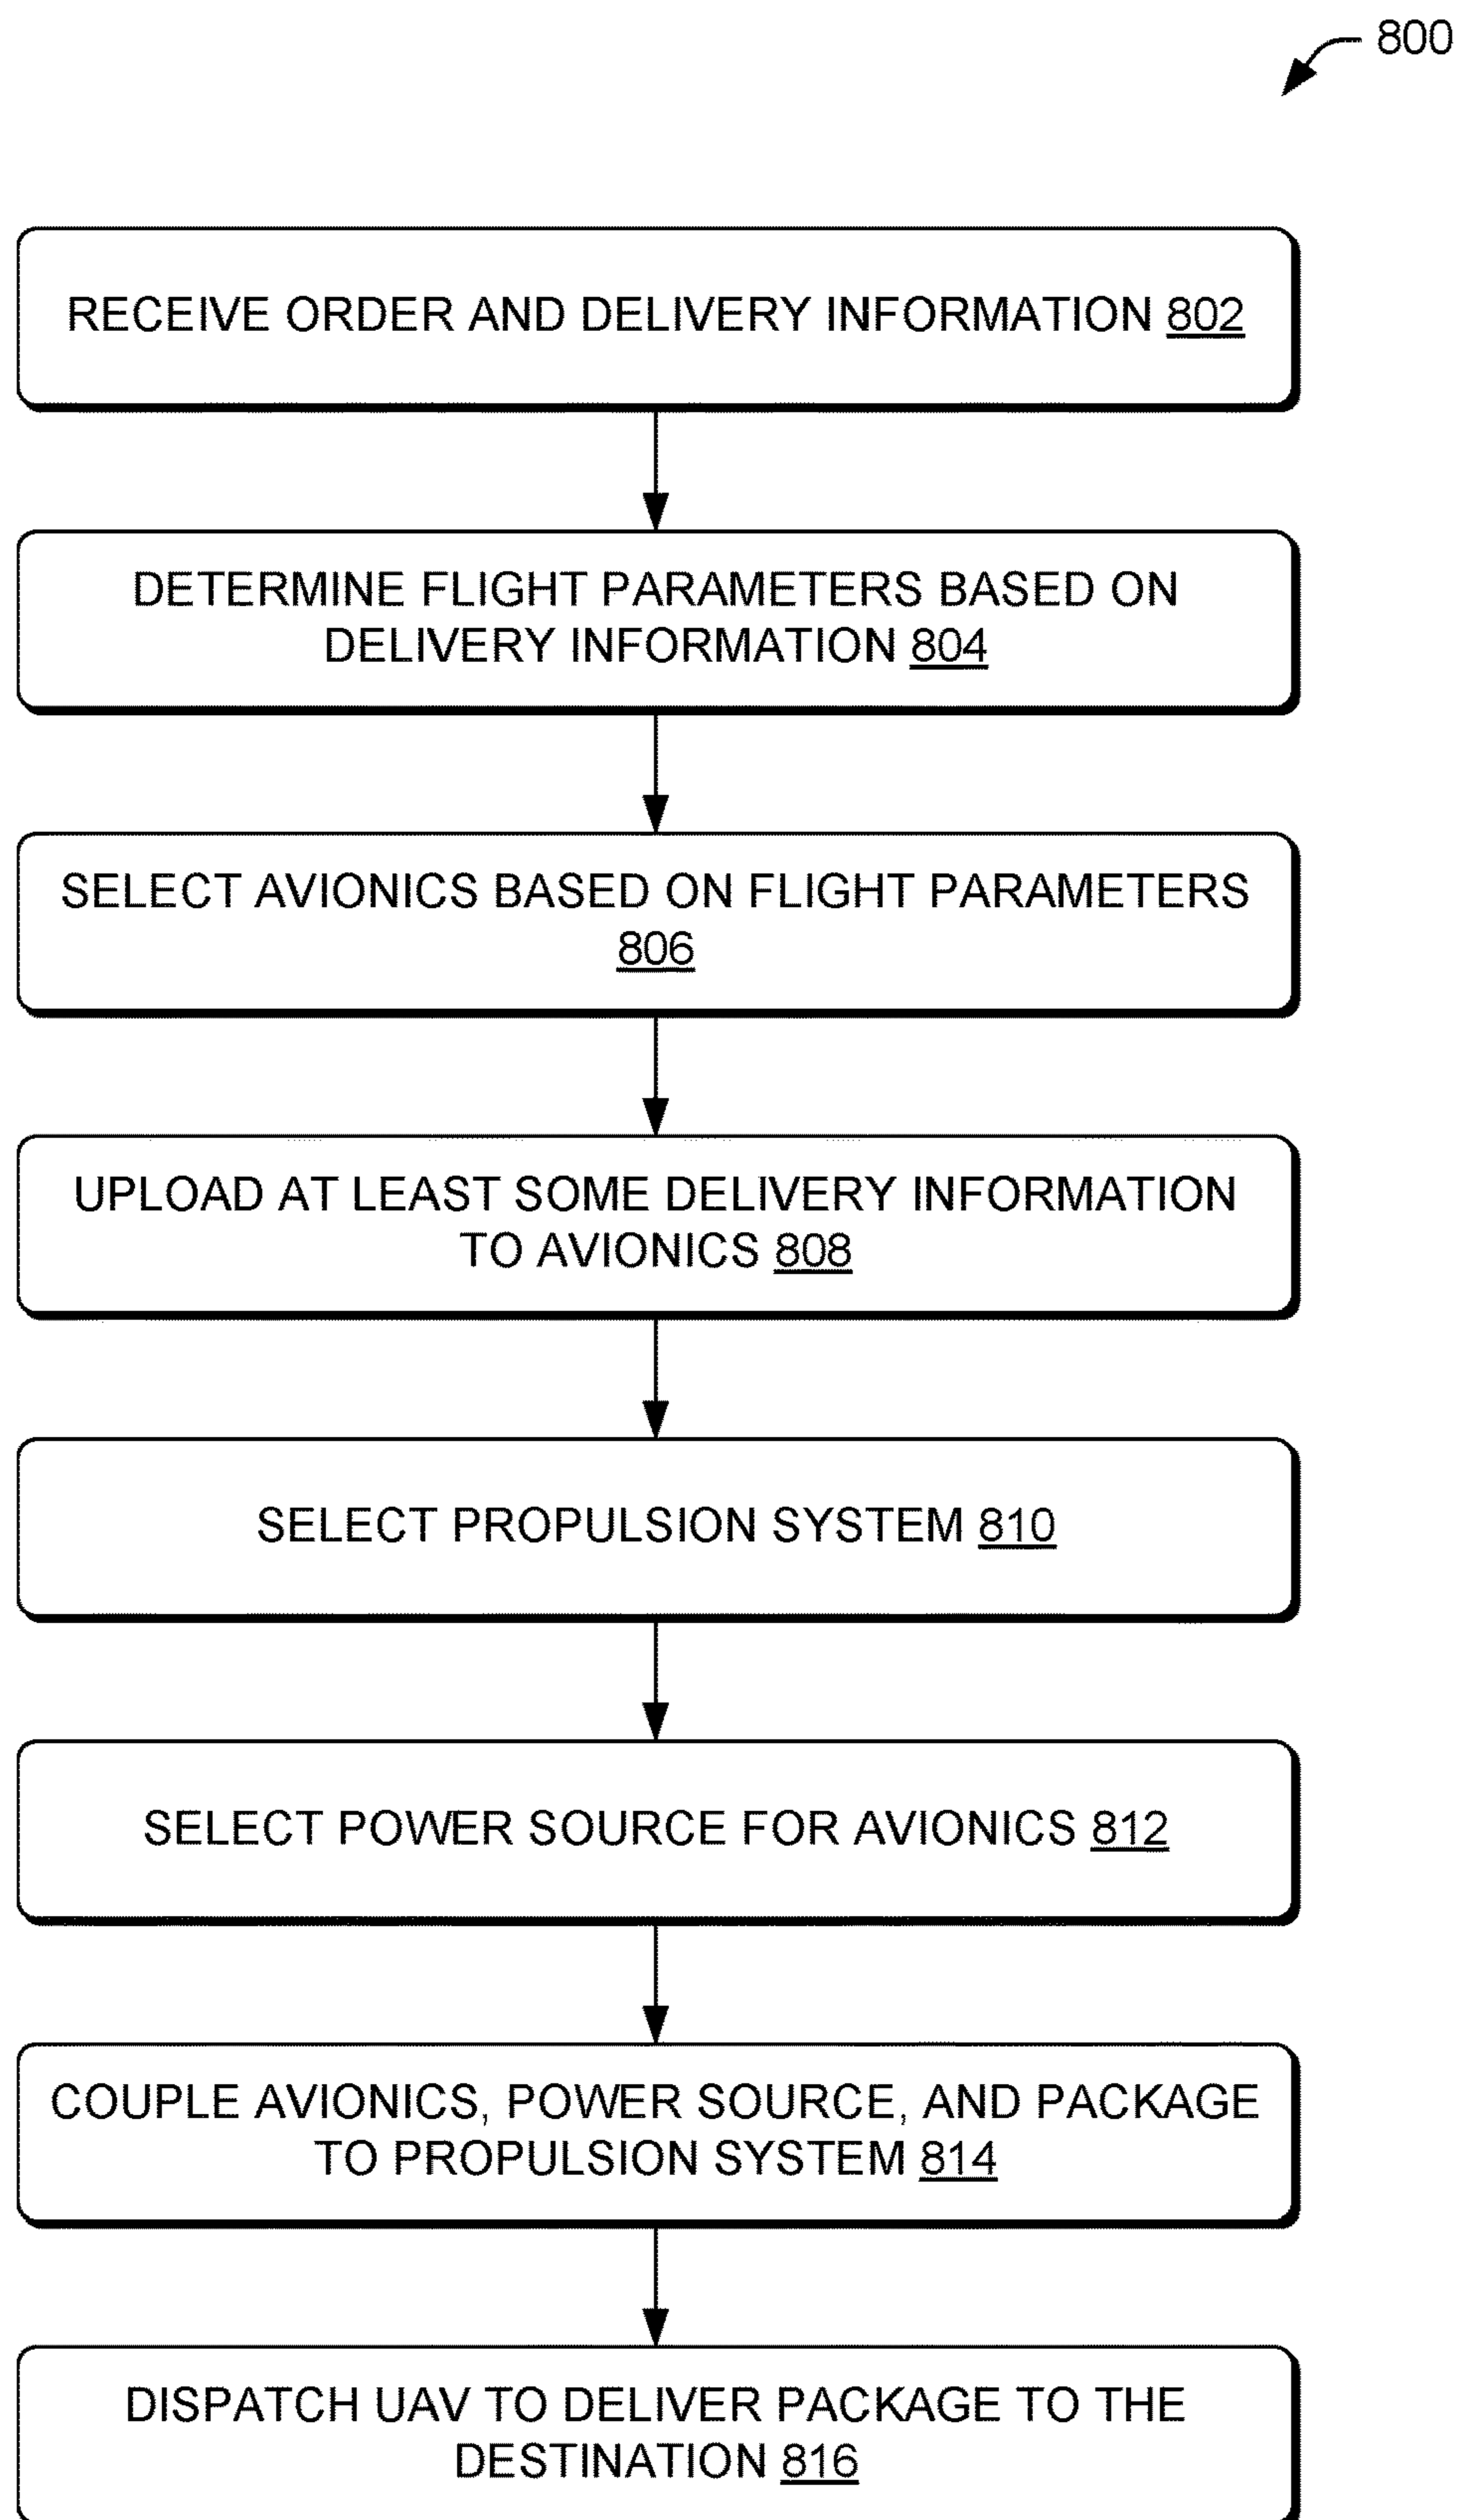 800
RECEIVE ORDER AND DELIVERY INFORMATION 802
DETERMINE FLIGHT PARAMETERS BASED ON
DELIVERY INFORMATION 804
SELECT AVIONICS BASED ON FLIGHT PARAMETERS
806
UPLOAD AT LEAST SOME DELIVERY INFORMATION
TO AVIONICS 808
SELECT PROPULSION SYSTEM 810
SELECT POWER SOURCE FOR AVIONICS 812
COUPLE AVIONICS, POWER SOURCE, AND PACKAGE
TO PROPULSION SYSTEM 814
DISPATCH UAV TO DELIVER PACKAGE TO THE
DESTINATION 816